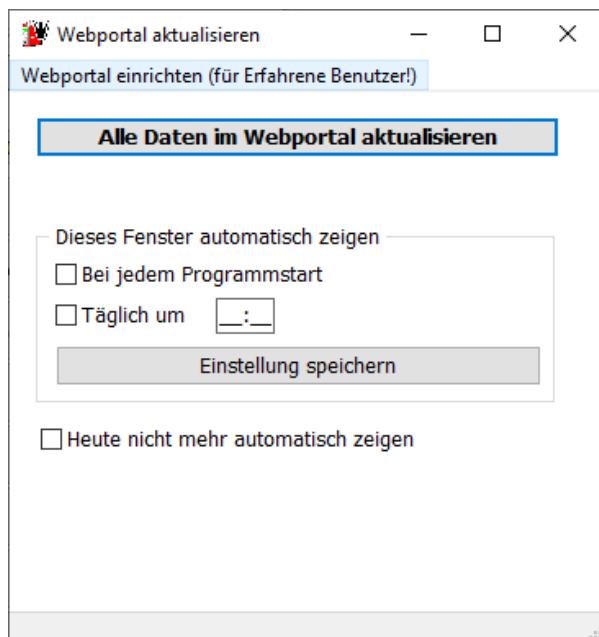 Webportal aktualisieren
Webportal einrichten (für Erfahrene Benutzer!)
Alle Daten im Webportal aktualisieren
Dieses Fenster automatisch zeigen
Bei jedem Programmstart
Täglich um __:__
Einstellung speichern
Heute nicht mehr automatisch zeigen